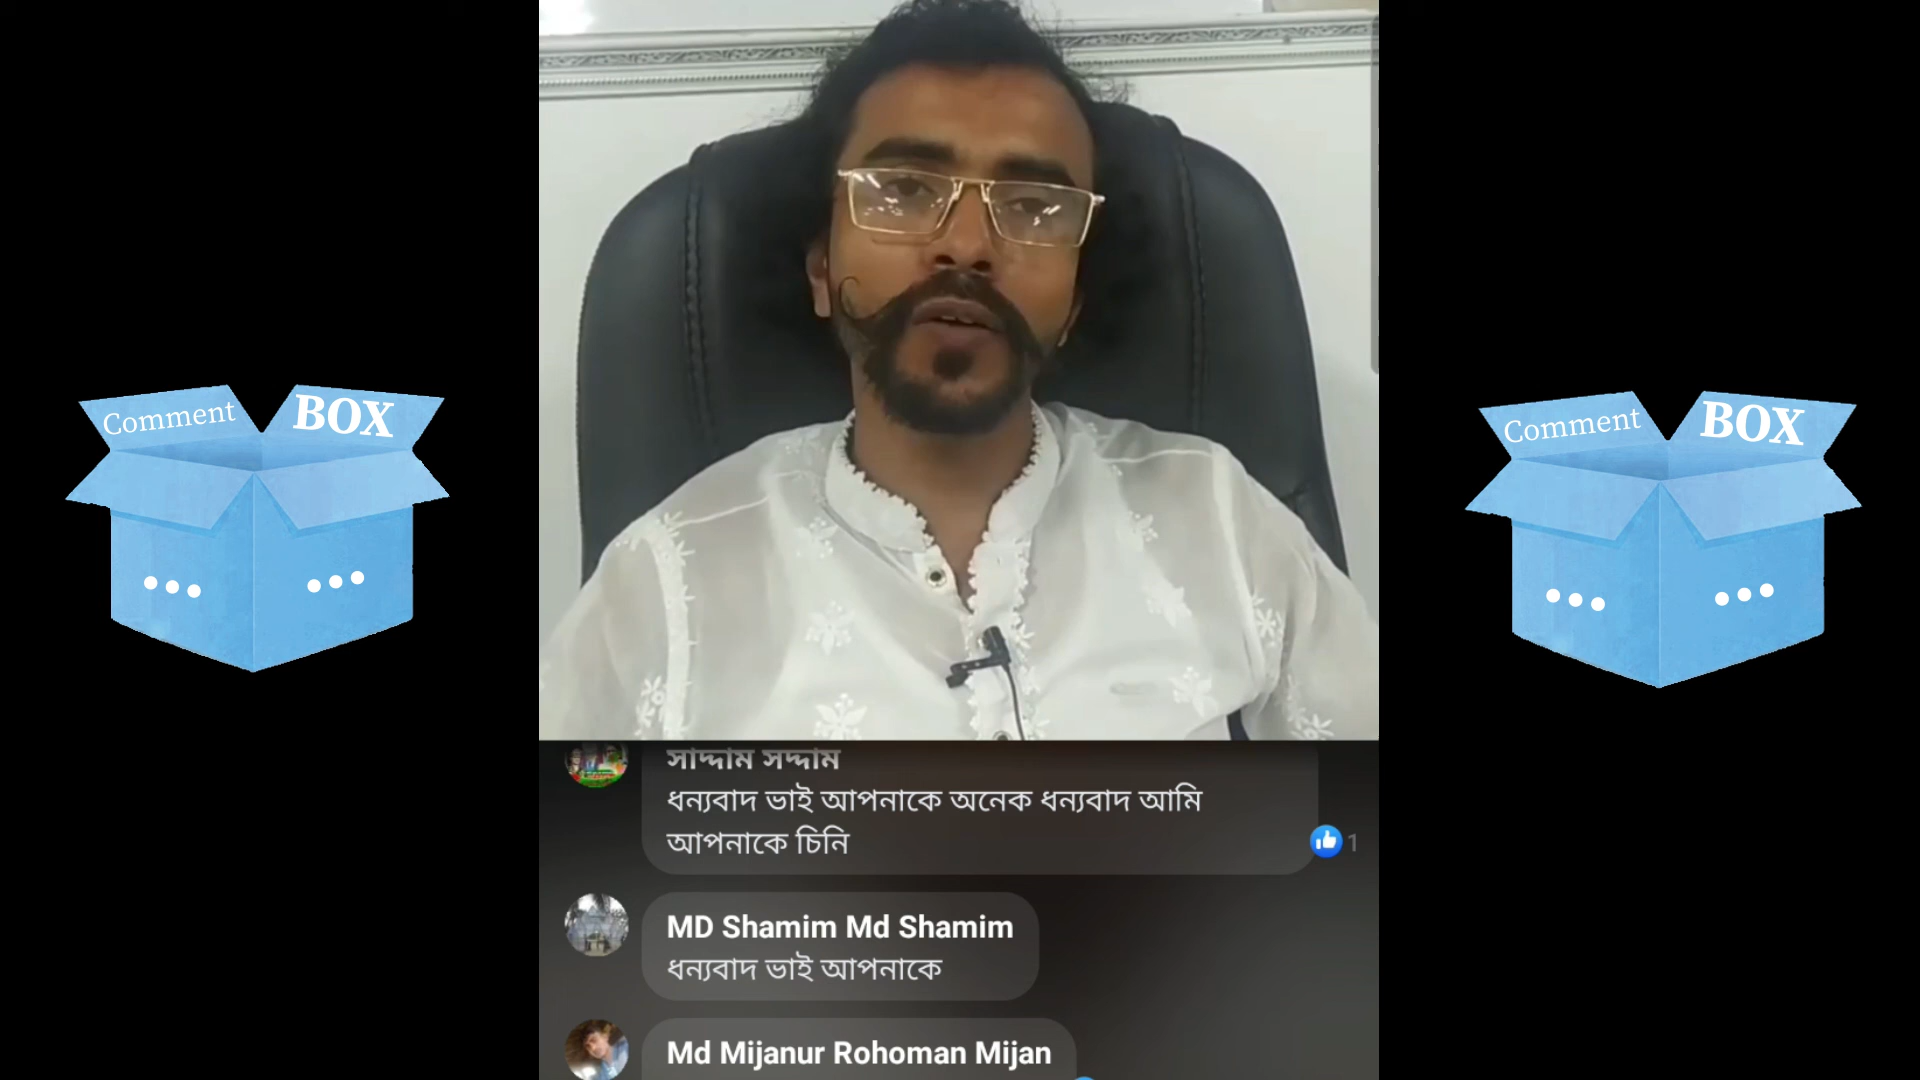 Comment BOX
Comment BOX
সাদ্দাম সদ্দাম
ধন্যবাদ ভাই আপনাকে অনেক ধন্যবাদ আমি
আপনাকে চিনি
1
MD Shamim Md Shamim
ধন্যবাদ ভাই আপনাকে
Md Mijanur Rohoman Mijan